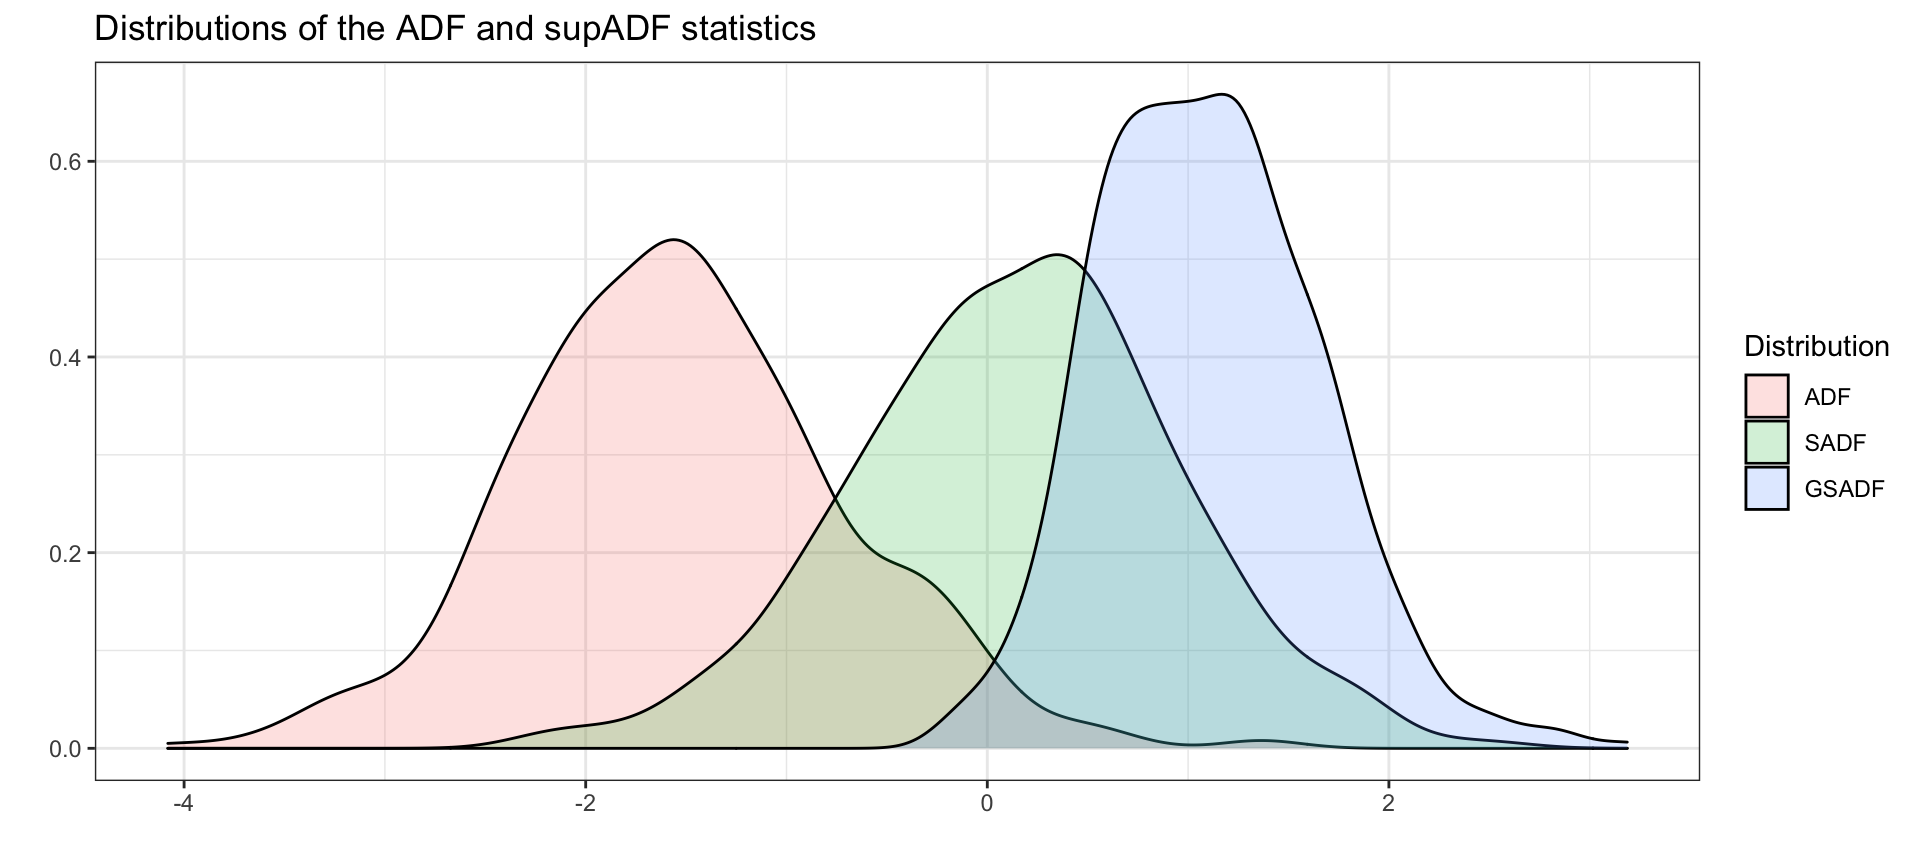 Distributions of the ADF and supADF statistics
0.6
0.4
0.2
0.0
-4
-2
0
2
Distribution
ADF
SADF
GSADF